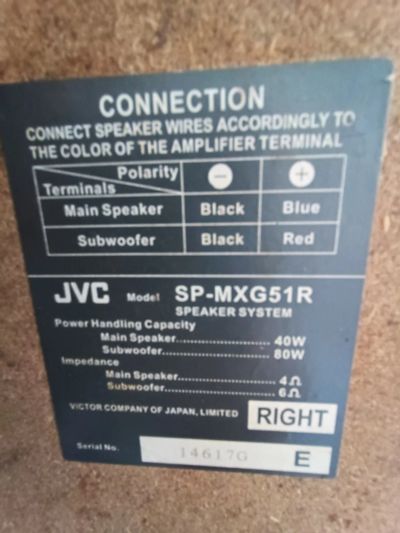 CONNECTION
CONNECT SPEAKER WIRES ACCORDINGLY TO
THE COLOR OF THE AMPLIFIER TERMINAL
Polarity - +
Terminals
Main Speaker Black Blue
Subwoofer Black Red
JVC Model SP-MXG51R
SPEAKER SYSTEM
Power Handling Capacity
Main Speaker....................40W
Subwoofer........................80W
Impedance
Main Speaker....................4Ω
Subwoofer........................6Ω
VICTOR COMPANY OF JAPAN, LIMITED RIGHT
Serial No. 14617G E